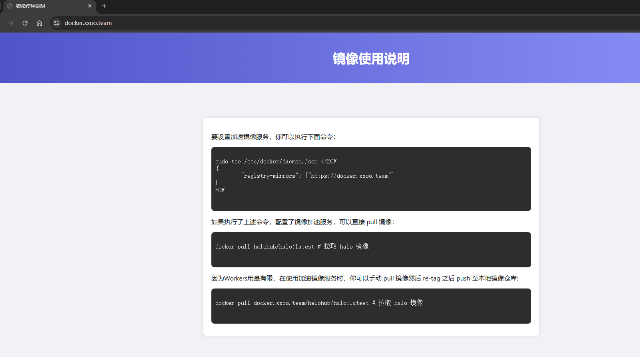 镜像使用说明
docker.xxoo.team
镜像使用说明
要设置加速镜像服务，你可以执行下面命令：
sudo tee /etc/docker/daemon.json <<EOF
{
"registry-mirrors": ["https://docker.xxoo.team"]
}
EOF
如果执行了上述命令，配置了镜像加速服务，可以直接 pull 镜像：
docker pull halohub/halo:latest # 拉取 halo 镜像
因为Workers用量有限，在使用加速镜像服务时，你可以手动 pull 镜像然后 re-tag 之后 push 至本地镜像仓库:
docker pull docker.xxoo.team/halohub/halo:latest # 拉取 halo 镜像